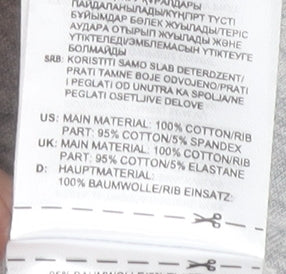 ПАЙДАЛАНЫЛАДЫ/КҮҢГІРТ ТҮСТІ
БҰЙЫМДАР БӨЛЕК ЖУЫЛАДЫ/ТЕРІС
АУДАРА ОТЫРЫП ЖУЫЛАДЫ ЖӘНЕ
ҮТІКТЕЛЕДІ/ЭМБЛЕМАСЫН ҮТІКТЕУГЕ
БОЛМАЙДЫ
SRB: KORISTITI SAMO SLAB DETERDZENT/
PRATI TAMNE BOJE ODVOJENO/PRATI
I PEGLATI OD UNUTRA KA SPOLJA/NE
PEGLATI OSETLJIVE DELOVE
US: MAIN MATERIAL: 100% COTTON/RIB
PART: 95% COTTON/5% SPANDEX
UK: MAIN MATERIAL: 100% COTTON/RIB
PART: 95% COTTON/5% ELASTANE
D: HAUPTMATERIAL:
100% BAUMWOLLE/RIB EINSATZ: